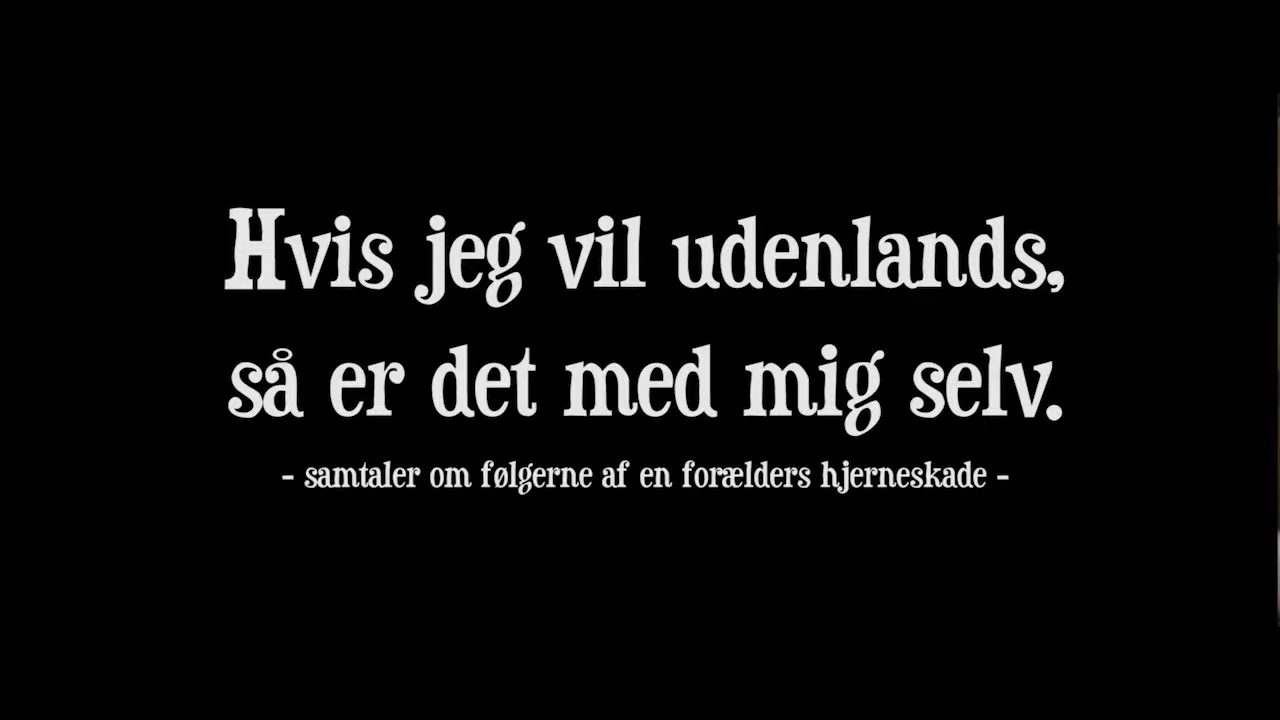 Hvis jeg vil udenlands,
så er det med mig selv.
- samtaler om følgerne af en forælders hjerneskade -